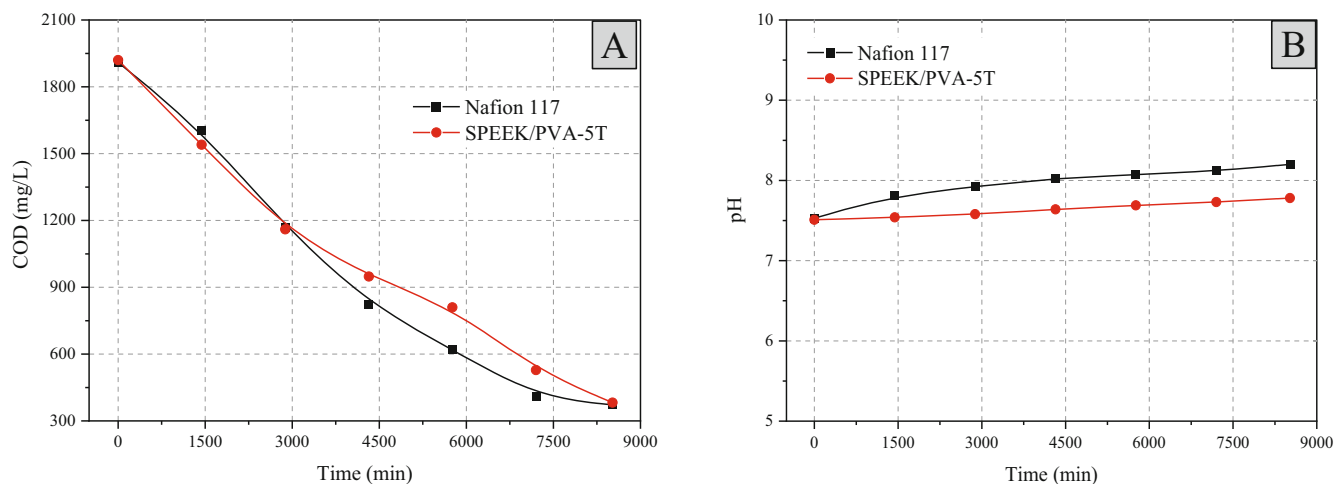 A
2100
1800
1500
1200
900
600
300
COD (mg/L)
Nafion 117
SPEEK/PVA-5T
0 1500 3000 4500 6000 7500 9000
Time (min)
B
10
9
8
7
6
5
pH
Nafion 117
SPEEK/PVA-5T
0 1500 3000 4500 6000 7500 9000
Time (min)